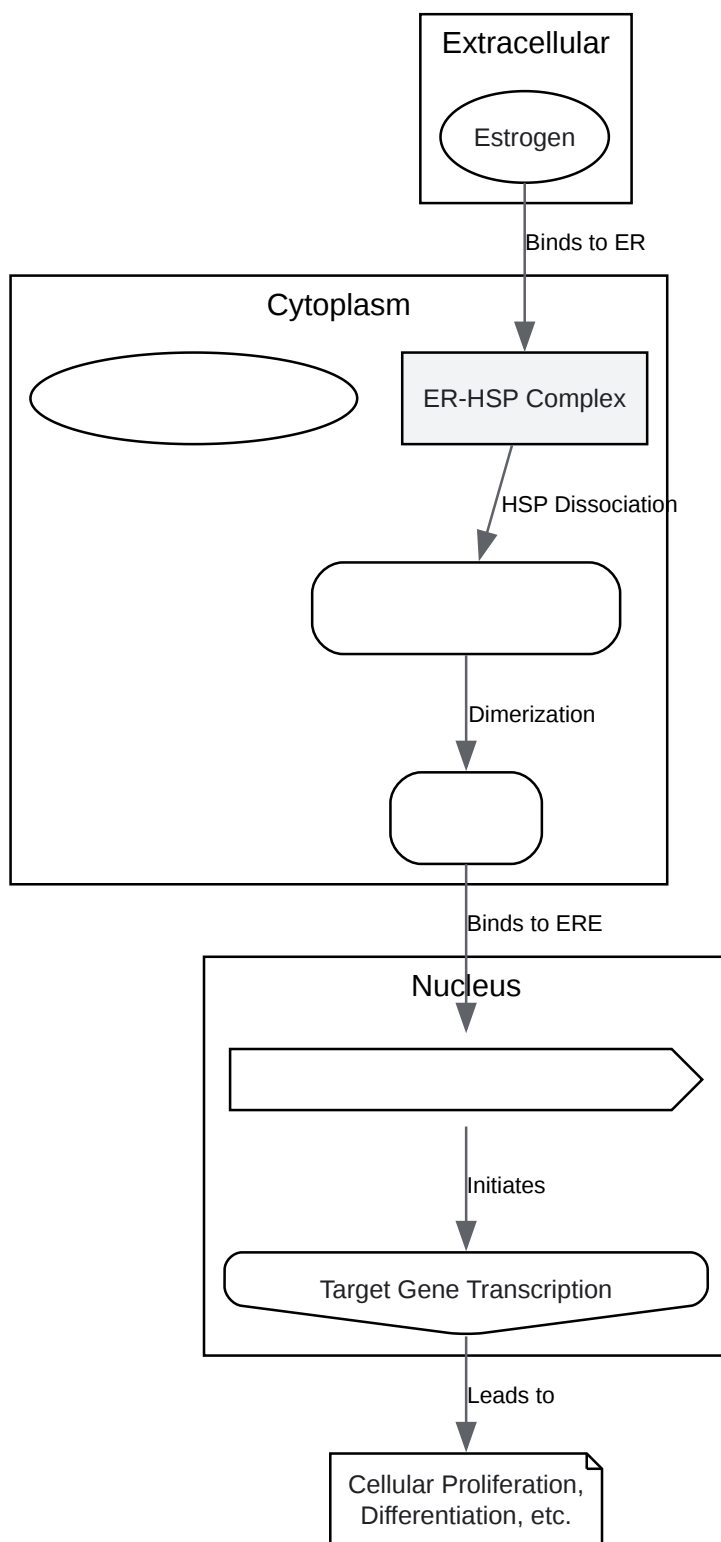 Extracellular
Estrogen
Binds to ER
Cytoplasm
ER-HSP Complex
HSP Dissociation
Dimerization
Binds to ERE
Nucleus
Initiates
Target Gene Transcription
Leads to
Cellular Proliferation,
Differentiation, etc.